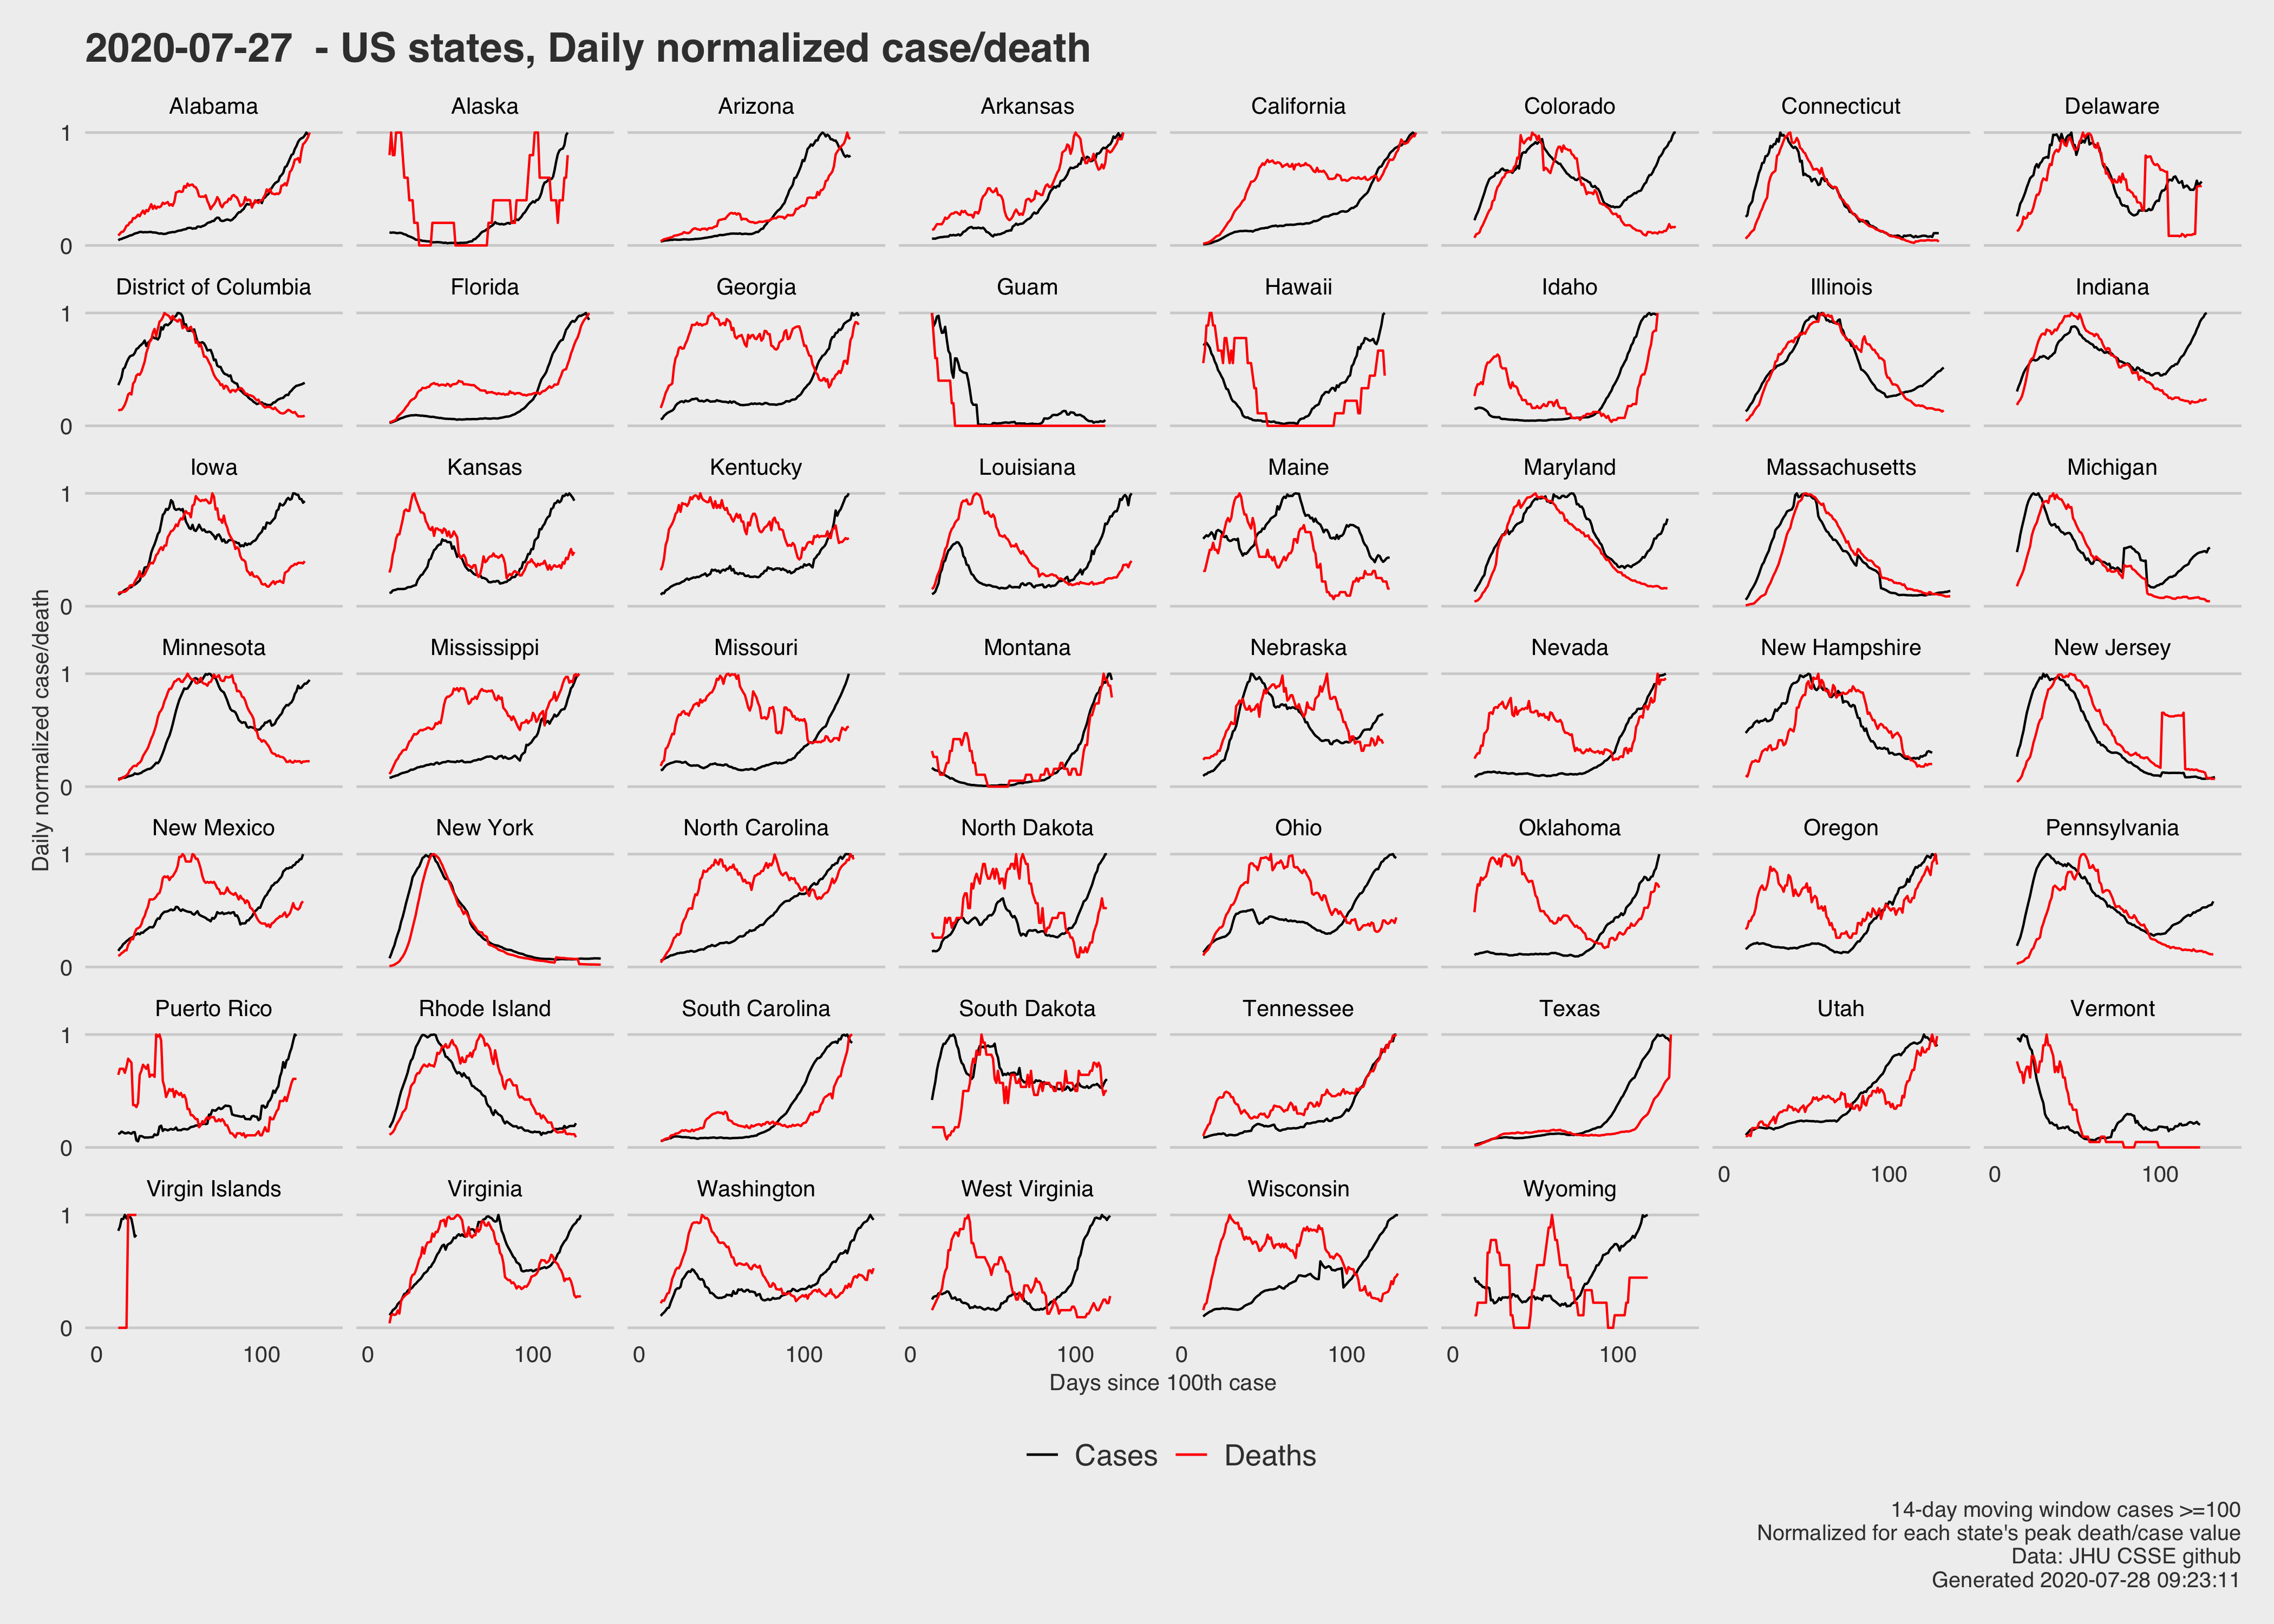 2020-07-27  - US states, Daily normalized case/death
Alabama
Alaska
Arizona
Arkansas
California
Colorado
Connecticut
Delaware
1
0
District of Columbia
Florida
Georgia
Guam
Hawaii
Idaho
Illinois
Indiana
1
0
Iowa
Kansas
Kentucky
Louisiana
Maine
Maryland
Massachusetts
Michigan
1
0
Daily normalized case/death
Minnesota
Mississippi
Missouri
Montana
Nebraska
Nevada
New Hampshire
New Jersey
1
0
New Mexico
New York
North Carolina
North Dakota
Ohio
Oklahoma
Oregon
Pennsylvania
1
0
Puerto Rico
Rhode Island
South Carolina
South Dakota
Tennessee
Texas
Utah
Vermont
1
0
0 100
0 100
Virgin Islands
Virginia
Washington
West Virginia
Wisconsin
Wyoming
1
0
0 100
0 100
0 100
0 100
0 100
0 100
Days since 100th case
Cases
Deaths
14-day moving window cases >=100
Normalized for each state's peak death/case value
Data: JHU CSSE github
Generated 2020-07-28 09:23:11